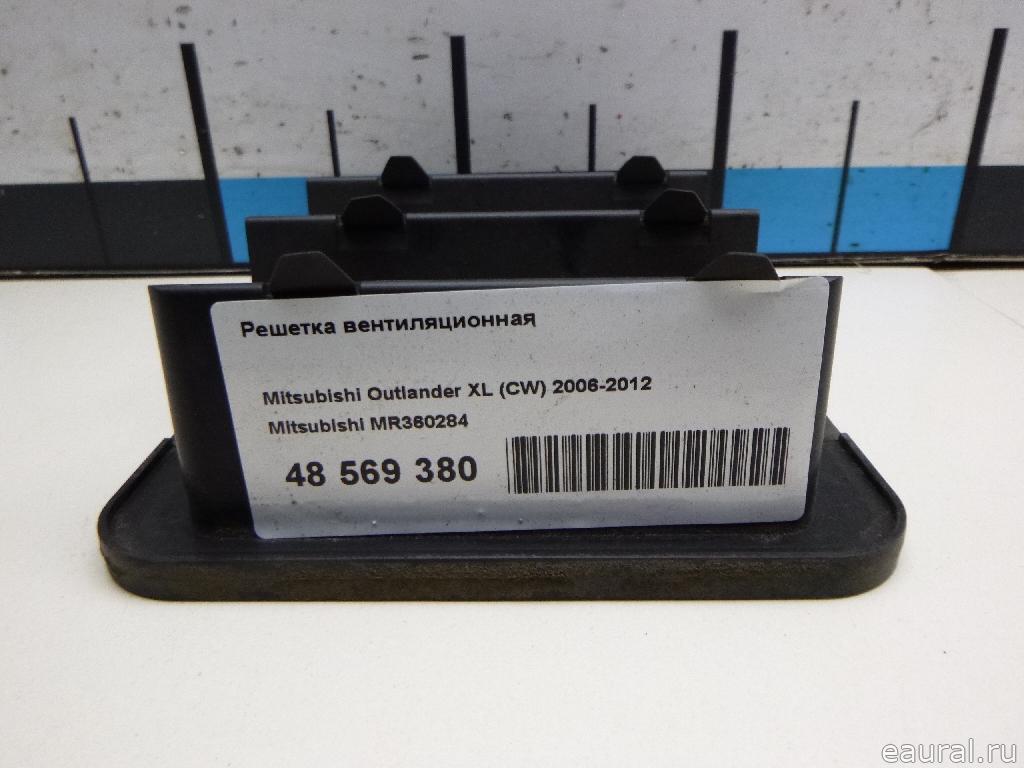 Решетка вентиляционная
Mitsubishi Outlander XL (CW) 2006-2012
Mitsubishi MR360284
48 569 380
eaural.ru